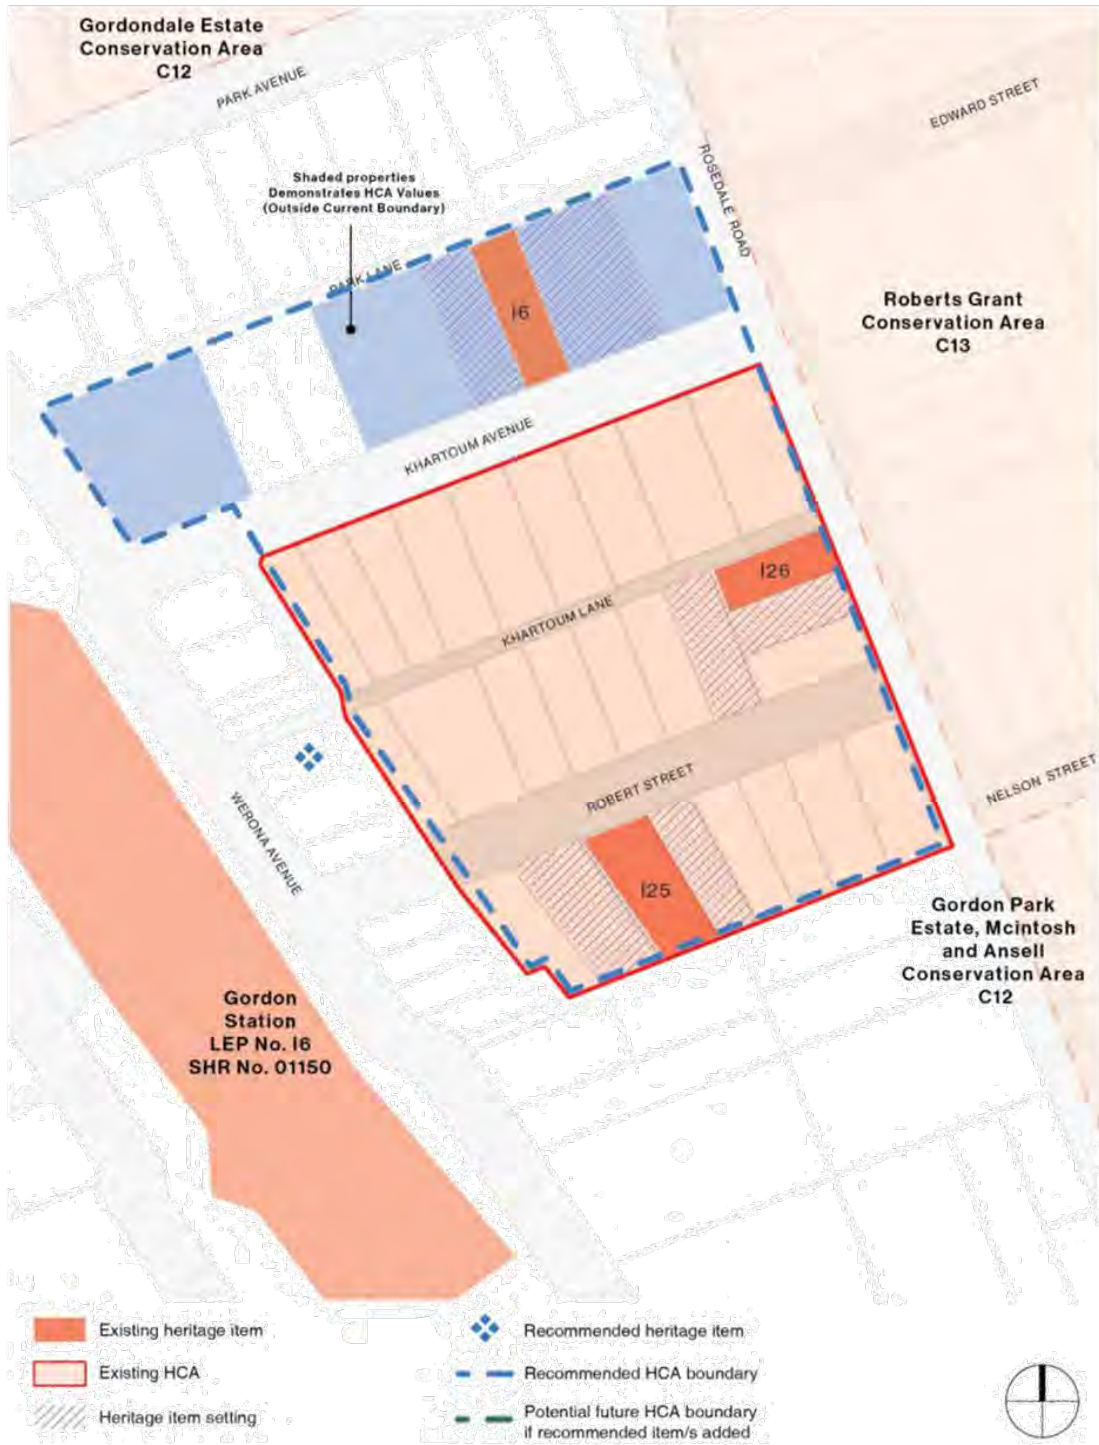 Gordondale Estate
Conservation Area
C12
PARK AVENUE
EDWARD STREET
ROSEDALE ROAD
Shaded properties
Demonstrates HCA Values
(Outside Current Boundary)
PARK LANE
I6
Roberts Grant
Conservation Area
C13
KHARTOUM AVENUE
I26
KHARTOUM LANE
ROBERT STREET
NELSON STREET
WERONA AVENUE
I25
Gordon Park
Estate, Mcintosh
and Ansell
Conservation Area
C12
Gordon
Station
LEP No. I6
SHR No. 01150
Existing heritage item
Existing HCA
Heritage item setting
Recommended heritage item
Recommended HCA boundary
Potential future HCA boundary
if recommended item/s added